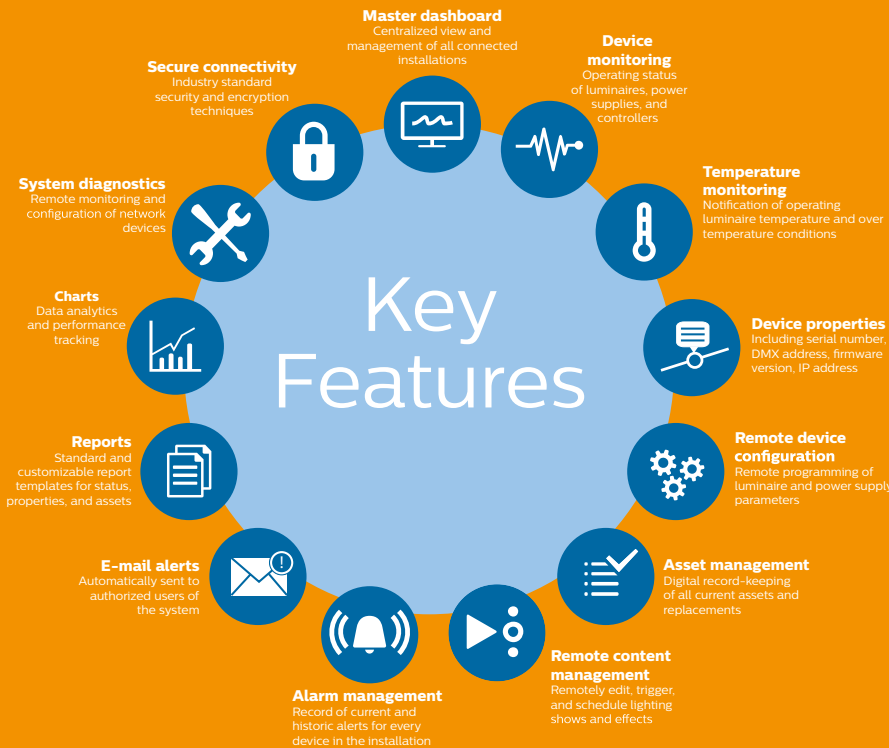 Master dashboard
Centralized view and
management of all connected
installations
Device
monitoring
Operating status
of luminaires, power
supplies, and
controllers
Temperature
monitoring
Notification of operating
luminaire temperature and over
temperature conditions
Device properties
Including serial number,
DMX address, firmware
version, IP address
Remote device
configuration
Remote programming of
luminaire and power supply
parameters
Asset management
Digital record-keeping
of all current assets and
replacements
Remote content
management
Remotely edit, trigger,
and schedule lighting
shows and effects
Alarm management
Record of current and
historic alerts for every
device in the installation
E-mail alerts
Automatically sent to
authorized users of
the system
Reports
Standard and
customizable report
templates for status,
properties, and assets
Charts
Data analytics
and performance
tracking
System diagnostics
Remote monitoring and
configuration of network
devices
Secure connectivity
Industry standard
security and encryption
techniques
Key
Features
!